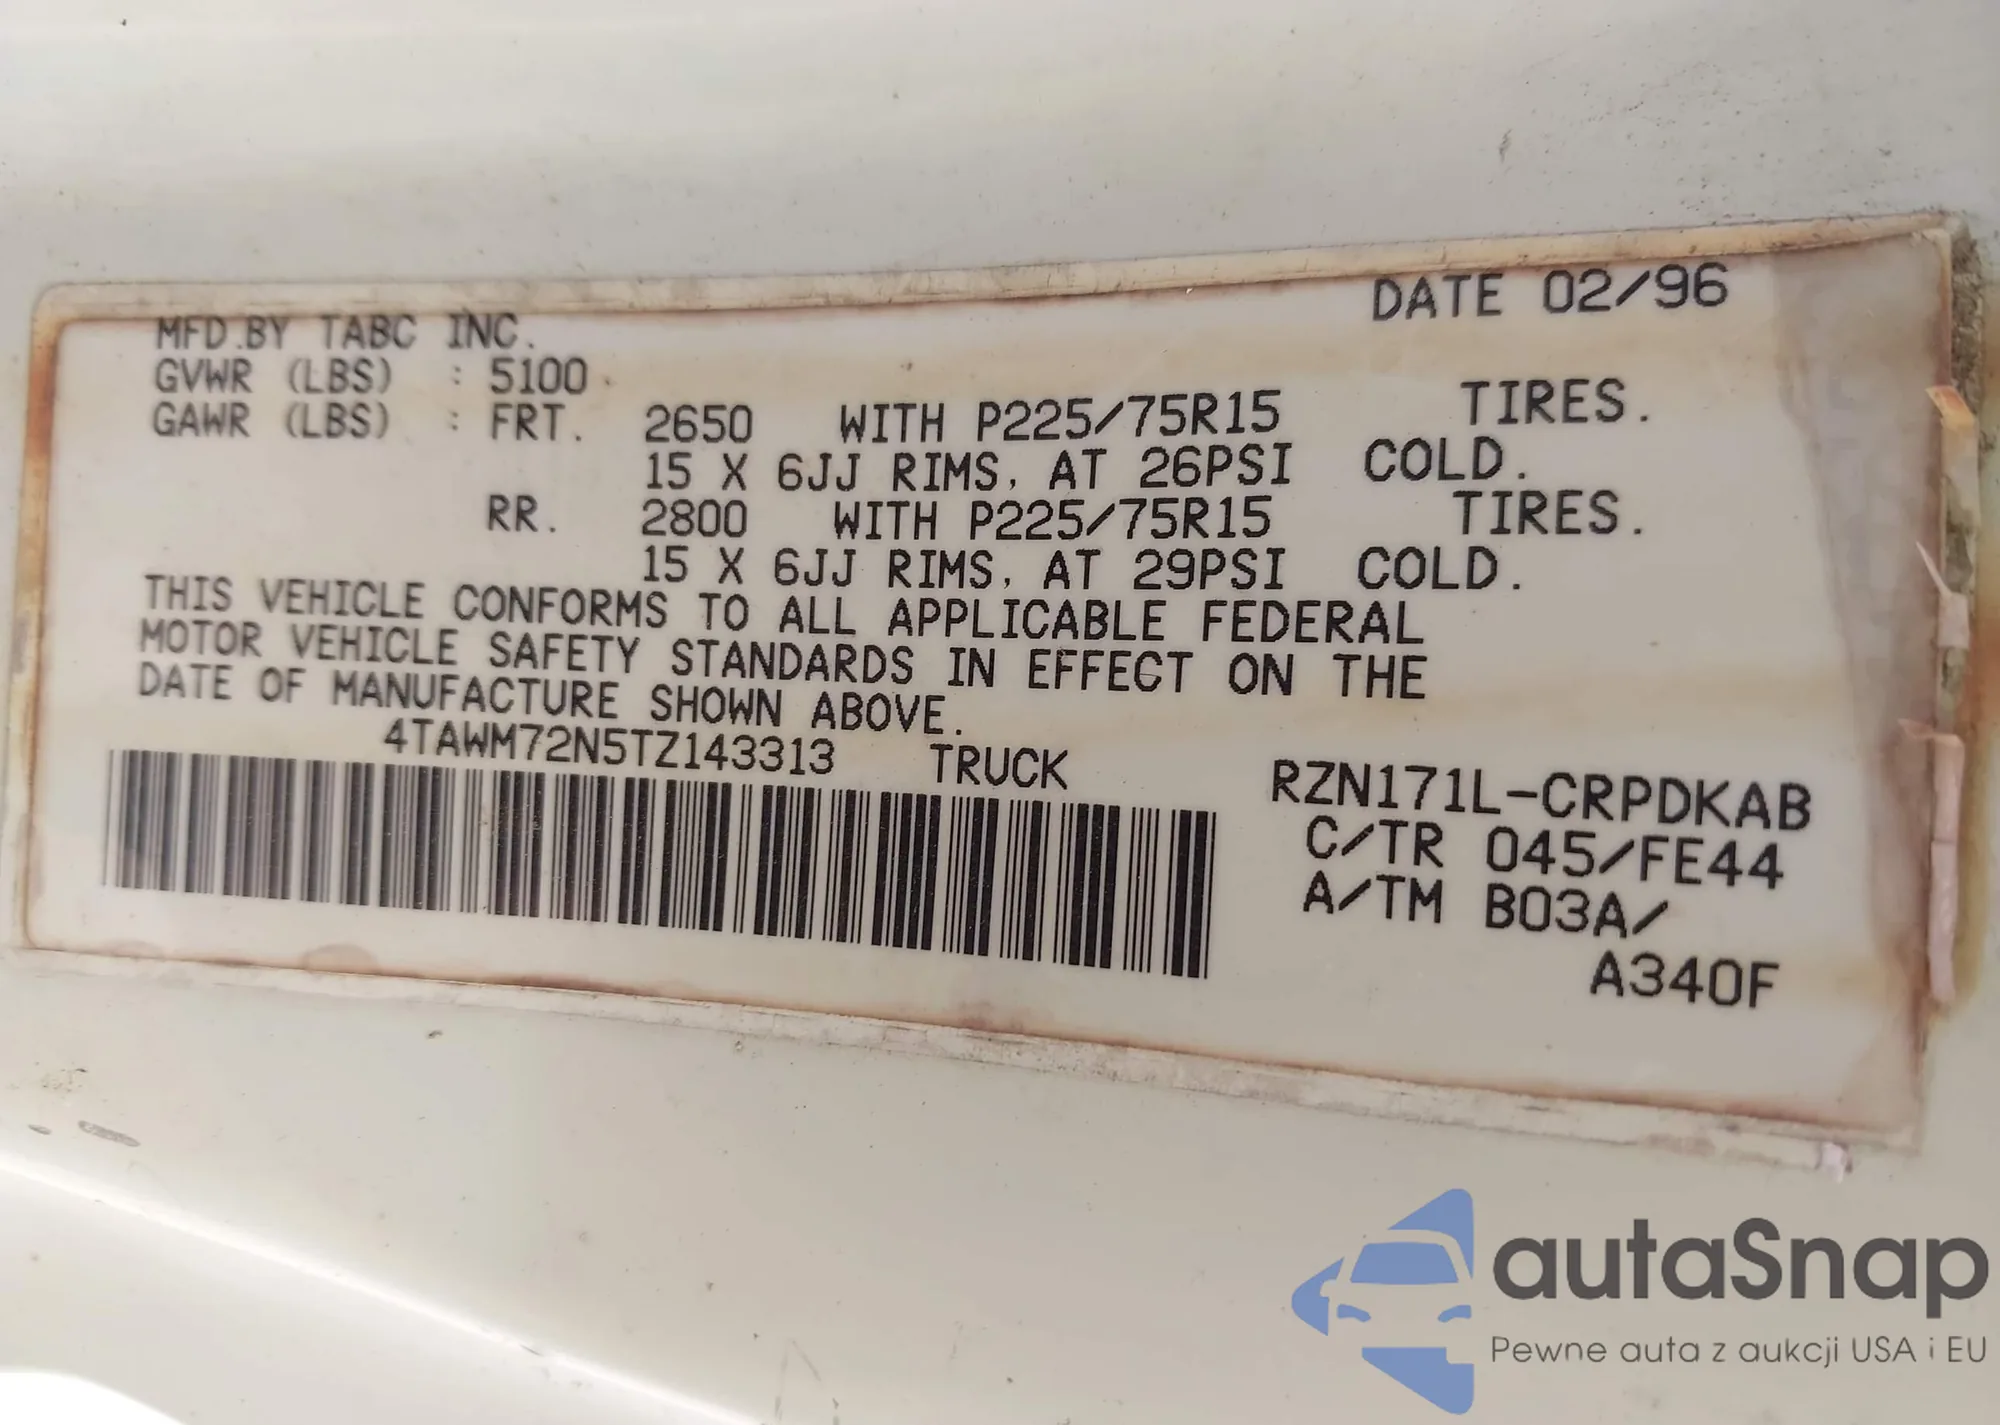 DATE 02/96
MFD.BY TABC INC.
GVWR (LBS) : 5100
GAWR (LBS) : FRT. 2650 WITH P225/75R15 TIRES.
15 X 6JJ RIMS, AT 26PSI COLD.
RR. 2800 WITH P225/75R15 TIRES.
15 X 6JJ RIMS, AT 29PSI COLD.
THIS VEHICLE CONFORMS TO ALL APPLICABLE FEDERAL
MOTOR VEHICLE SAFETY STANDARDS IN EFFECT ON THE
DATE OF MANUFACTURE SHOWN ABOVE.
4TAWM72N5TZ143313 TRUCK
RZN171L-CRPDKAB
C/TR 045/FE44
A/TM B03A/
A340F
autaSnap
Pewne auta z aukcji USA i EU